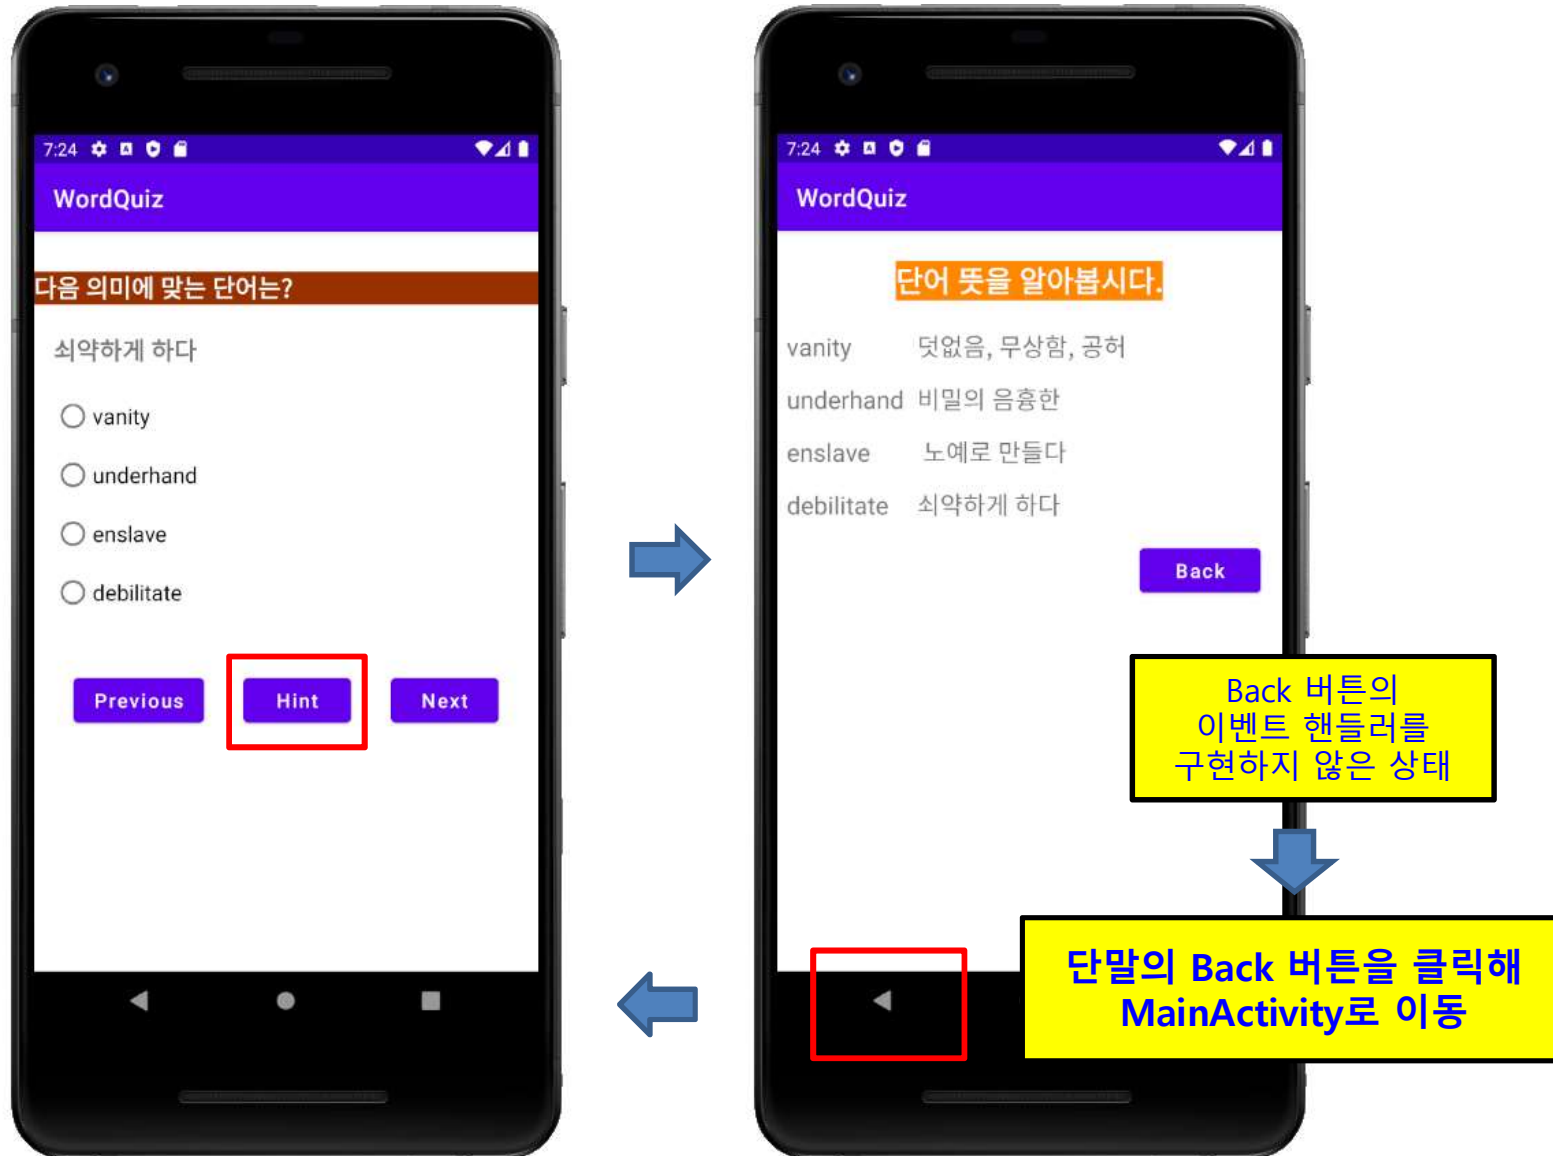 7:24
WordQuiz
다음 의미에 맞는 단어는?
쇠약하게 하다
vanity
underhand
enslave
debilitate
Previous
Hint
Next
7:24
WordQuiz
단어 뜻을 알아봅시다.
vanity 덧없음, 무상함, 공허
underhand 비밀의 음흉한
enslave 노예로 만들다
debilitate 쇠약하게 하다
Back
Back 버튼의
이벤트 핸들러를
구현하지 않은 상태
단말의 Back 버튼을 클릭해
MainActivity로 이동